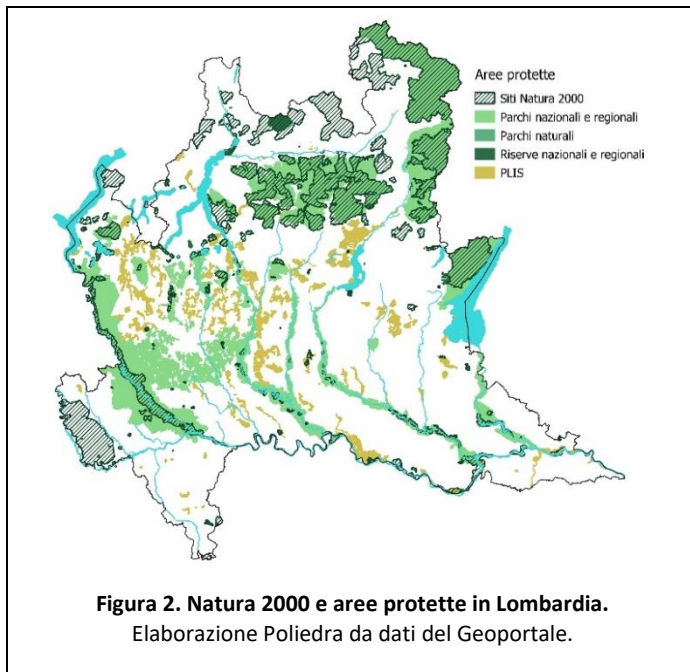 Aree protette
Siti Natura 2000
Parchi nazionali e regionali
Parchi naturali
Riserve nazionali e regionali
PLIS
Figura 2. Natura 2000 e aree protette in Lombardia.
Elaborazione Poliedra da dati del Geoportale.